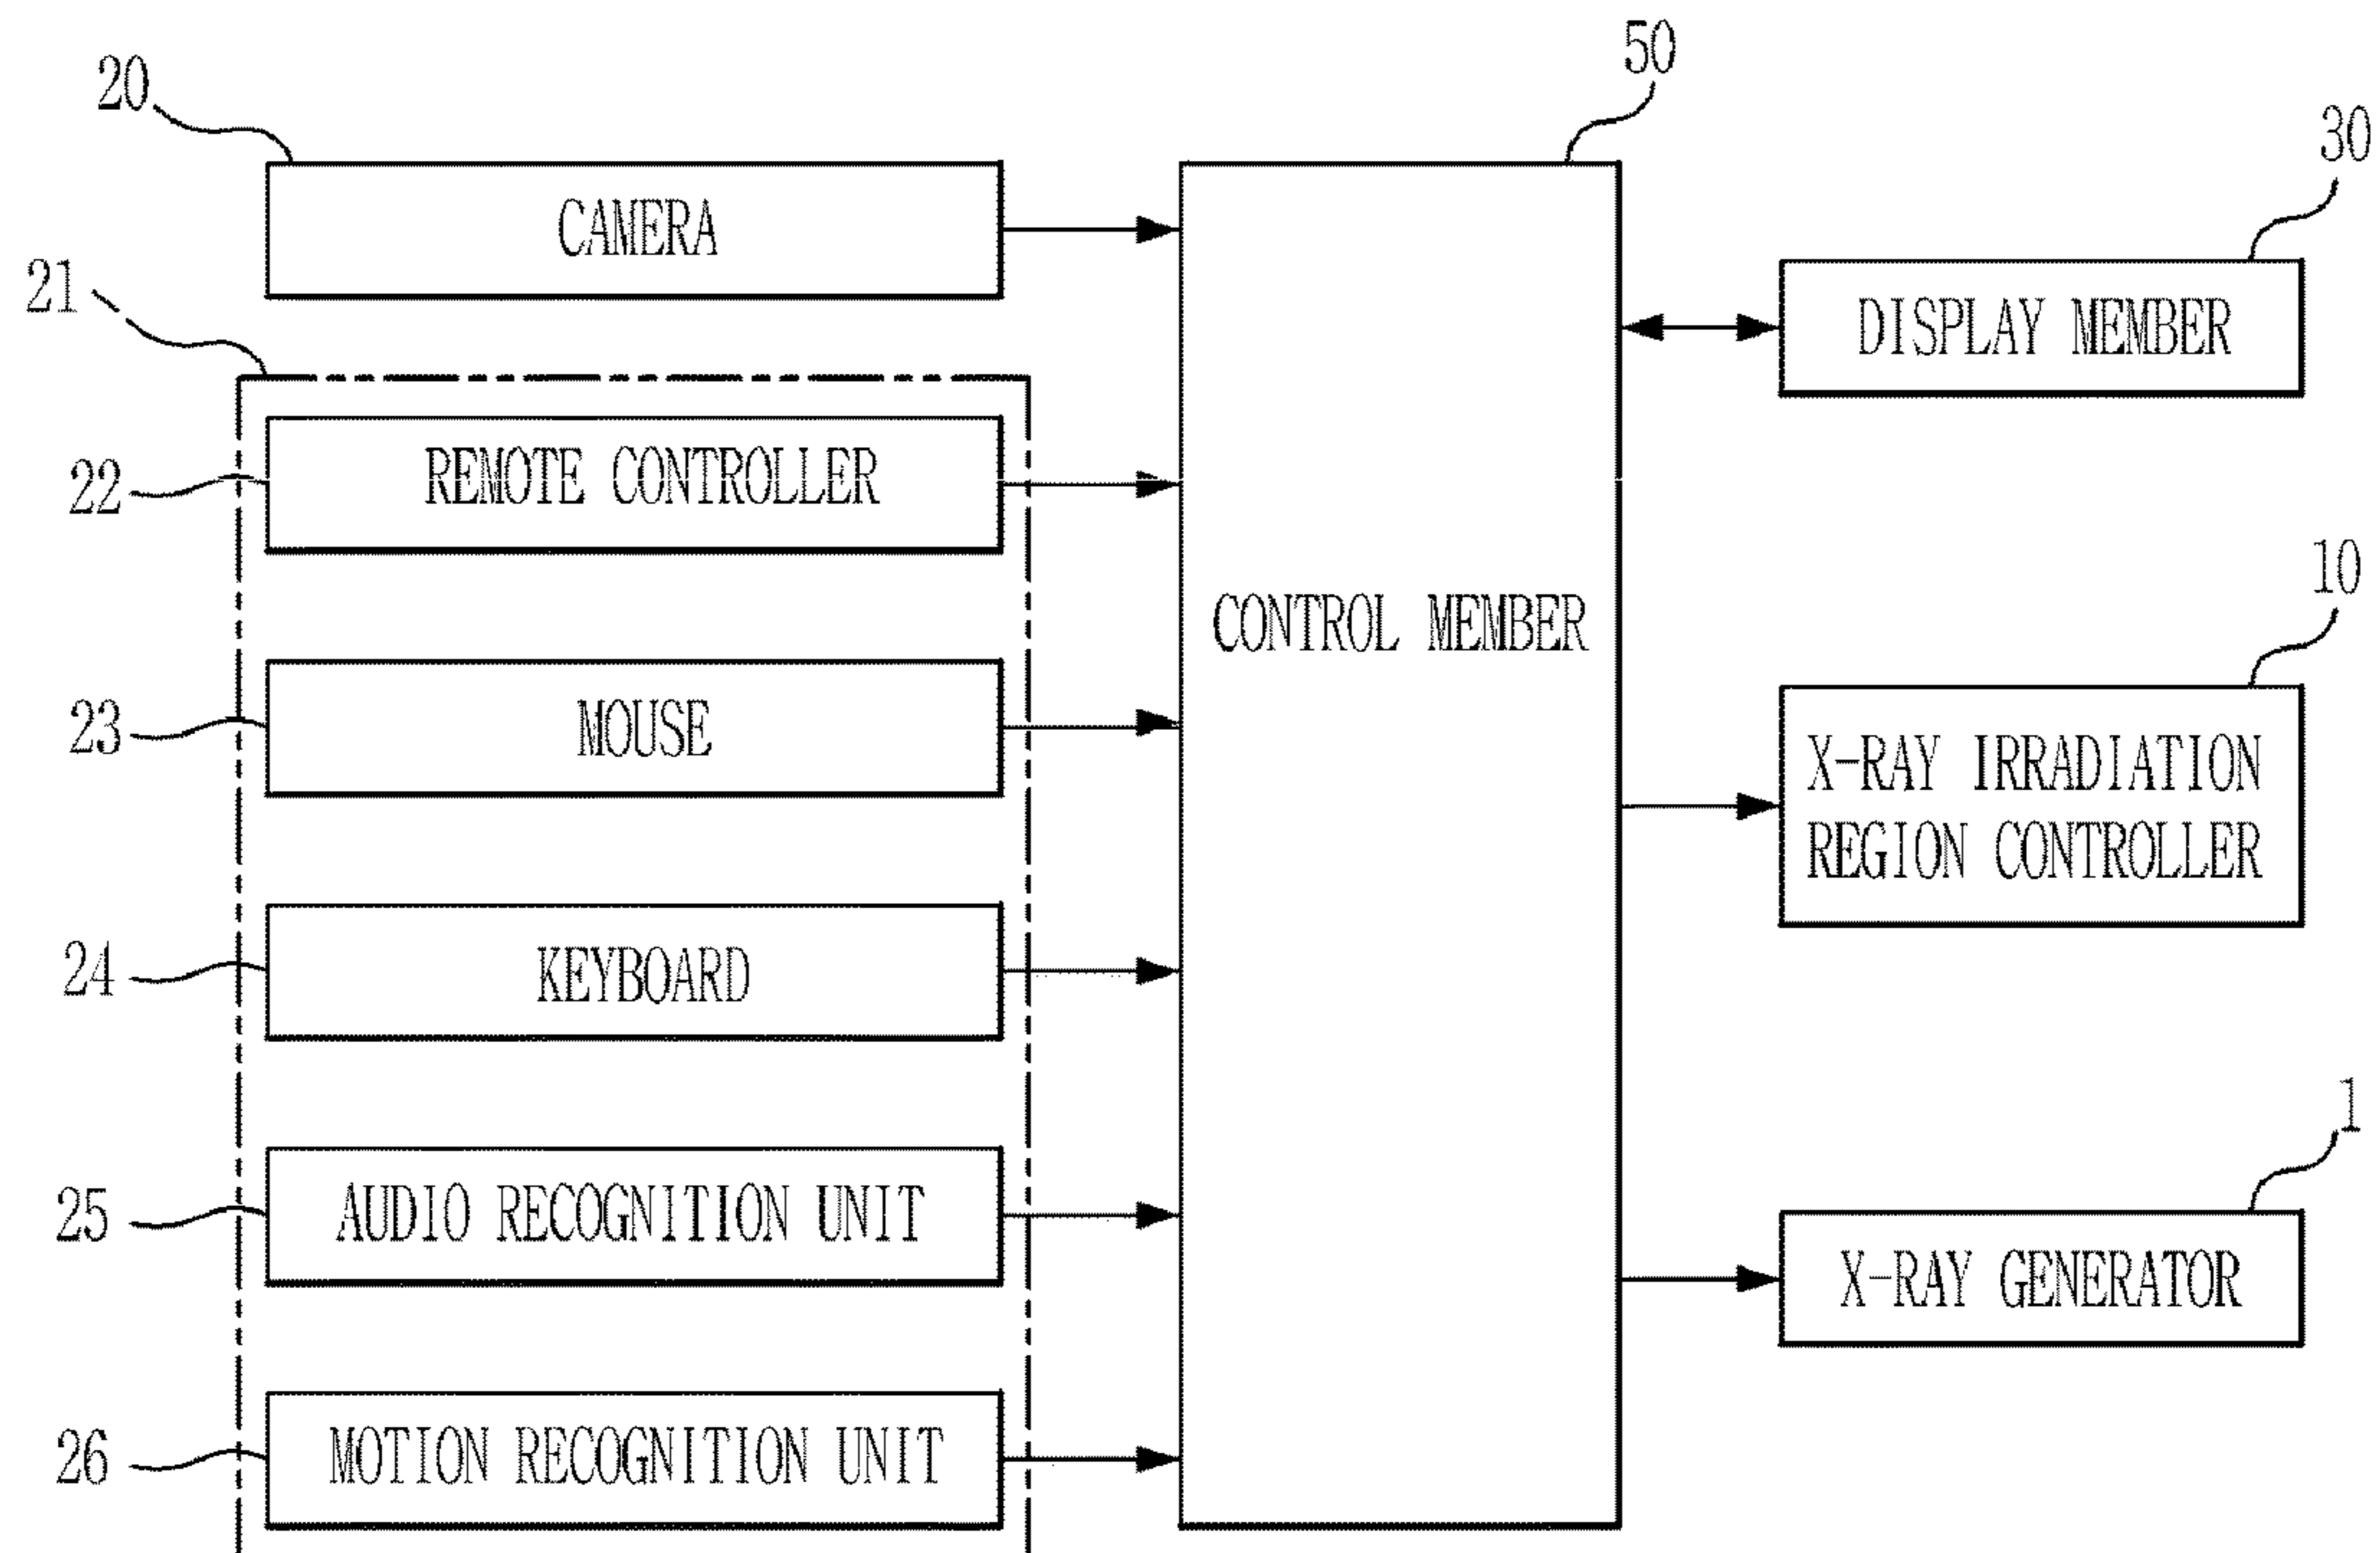 20
CAMERA
21
22
REMOTE CONTROLLER
23
MOUSE
24
KEYBOARD
25
AUDIO RECOGNITION UNIT
26
MOTION RECOGNITION UNIT
50
CONTROL MEMBER
30
DISPLAY MEMBER
10
X-RAY IRRADIATION
REGION CONTROLLER
1
X-RAY GENERATOR